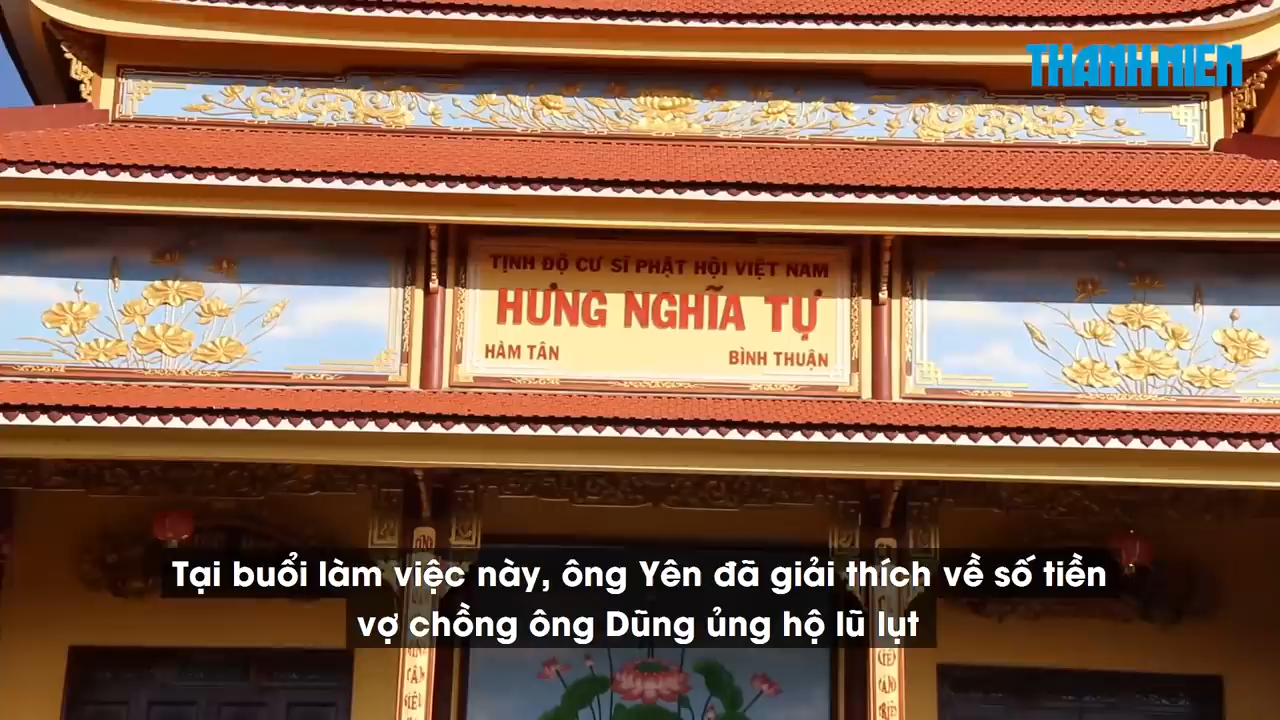 THANH NIÊN
TỊNH ĐỘ CƯ SĨ PHẬT HỘI VIỆT NAM
HƯNG NGHĨA TỰ
HÀM TÂN
BÌNH THUẬN
Tại buổi làm việc này, ông Yên đã giải thích về số tiền
vợ chồng ông Dũng ủng hộ lũ lụt